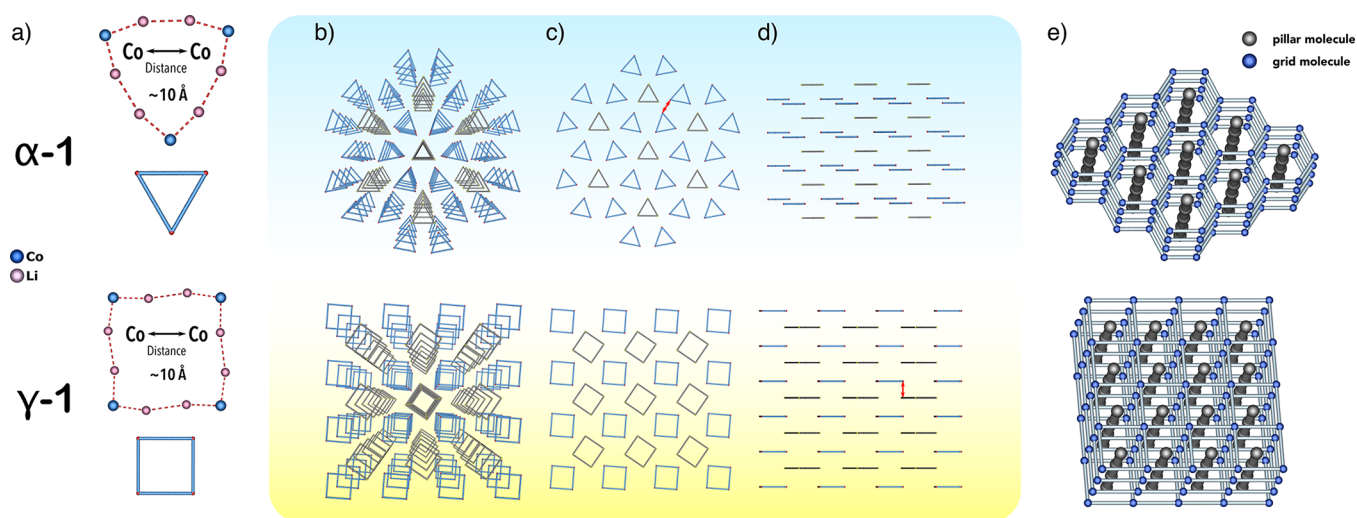 a)
b)
c)
d)
e)
Co ↔ Co
Distance
~10 Å
α-1
pillar molecule
grid molecule
Co
Li
Co ↔ Co
Distance
~10 Å
γ-1